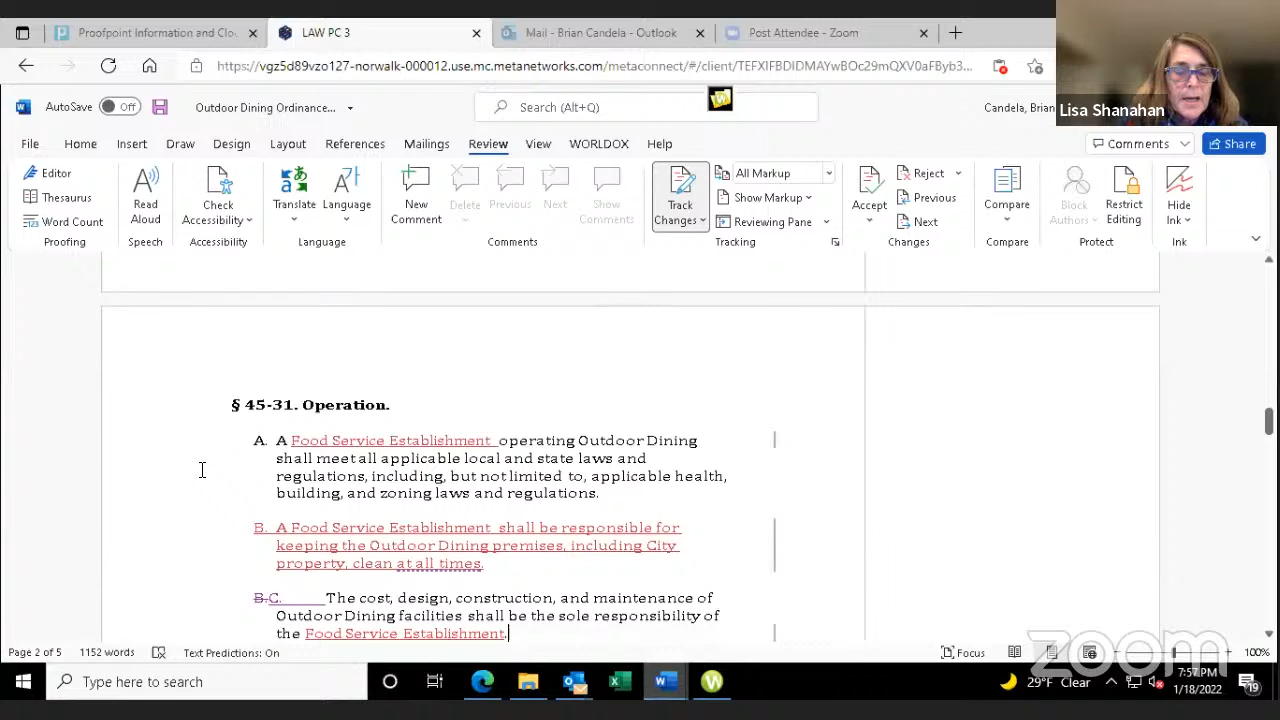 Proofpoint Information and Clo
LAW PC 3
Mail - Brian Candela - Outlook
Post Attendee - Zoom
https://vgz5d89vzo127-norwalk-000012.use.mc.metanetworks.com/metaconnect/#/client/TEFXIFBDIDMAYwBOc29mQXV0aFByb3...
Lisa Shanahan
AutoSave Off
Outdoor Dining Ordinance...
Search (Alt+Q)
Candela, Brian
File Home Insert Draw Design Layout References Mailings Review View WORLDOX Help
Comments Share
Editor
Thesaurus
Word Count
Proofing
Read Aloud
Speech
Check Accessibility
Accessibility
Translate Language
Language
New Comment
Delete Previous Next
Show Comments
Comments
Track Changes
All Markup
Show Markup
Reviewing Pane
Tracking
Accept
Reject
Previous
Next
Changes
Compare
Compare
Block Authors
Restrict Editing
Protect
Hide Ink
Ink
§ 45-31. Operation.
A. A Food Service Establishment operating Outdoor Dining
shall meet all applicable local and state laws and
regulations, including, but not limited to, applicable health,
building, and zoning laws and regulations.
B. A Food Service Establishment shall be responsible for
keeping the Outdoor Dining premises, including City
property, clean at all times.
B.C. The cost, design, construction, and maintenance of
Outdoor Dining facilities shall be the sole responsibility of
the Food Service Establishment.
Page 2 of 5 1152 words Text Predictions: On Focus 100%
zoom
Type here to search
29°F Clear
7:57 PM
1/18/2022
19